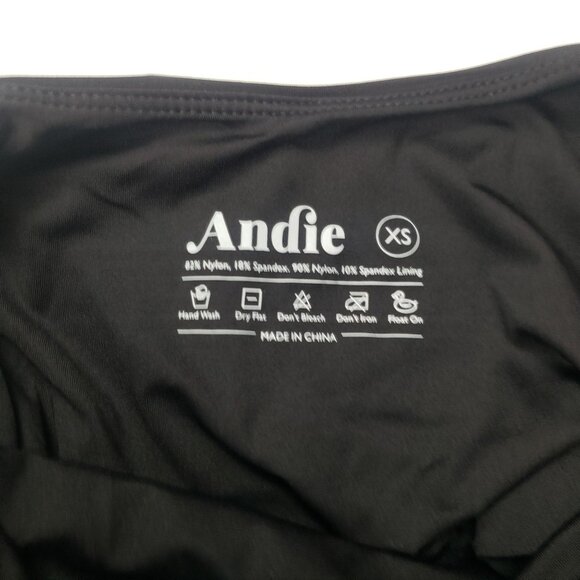 Andie XS
82% Nylon, 18% Spandex, 90% Nylon, 10% Spandex Lining
Hand Wash Dry Flat Don't Bleach Don't Iron Float On
MADE IN CHINA